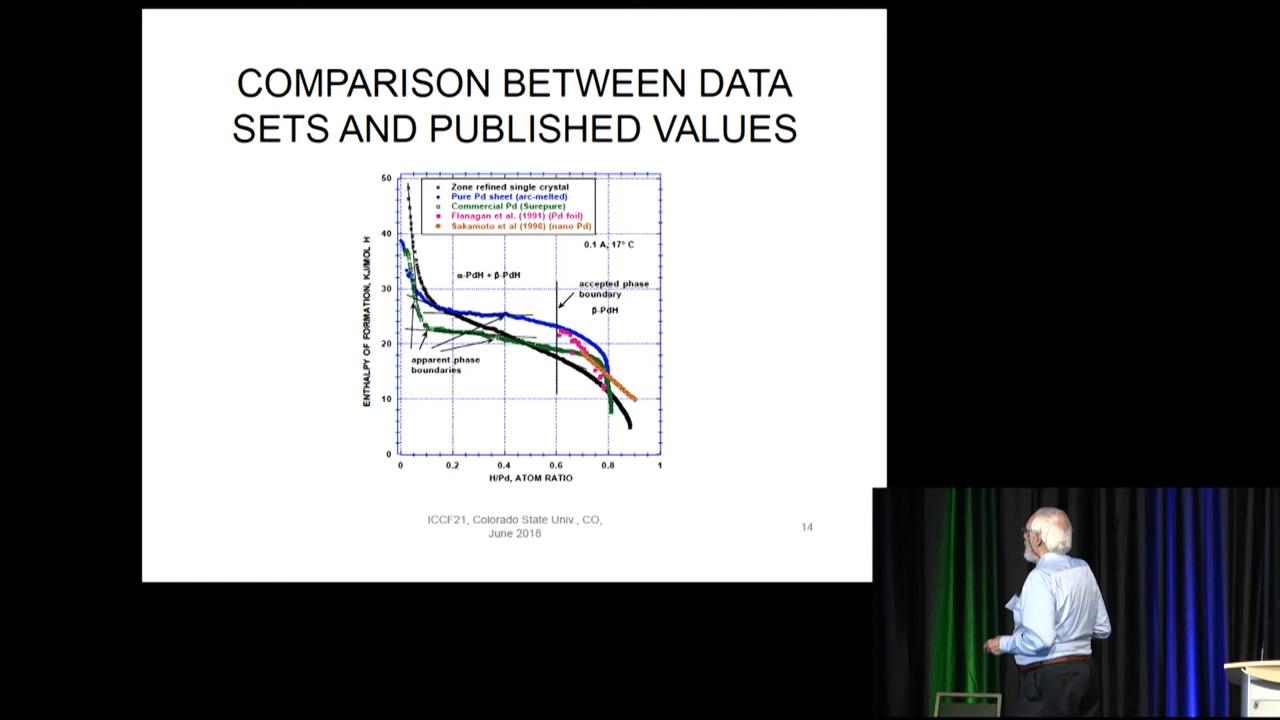 COMPARISON BETWEEN DATA
SETS AND PUBLISHED VALUES
50
40
30
20
10
0
ENTHALPY OF FORMATION, KJ/MOL H
Zone refined single crystal
Pure Pd sheet (arc-melted)
Commercial Pd (Surepure)
Flanagan et al. (1991) (Pd foil)
Sakamoto et al (1996) (nano Pd)
0.1 A, 17° C
α-PdH + β-PdH
accepted phase
boundary
β-PdH
apparent phase
boundaries
0 0.2 0.4 0.6 0.8 1
H/Pd, ATOM RATIO
ICCF21, Colorado State Univ., CO,
June 2018
14